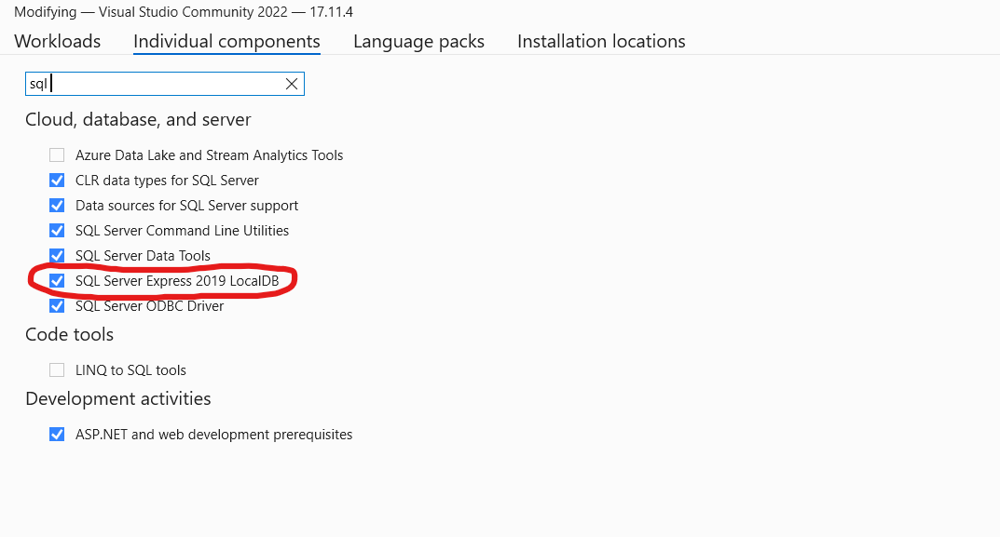 Modifying — Visual Studio Community 2022 — 17.11.4
Workloads Individual components Language packs Installation locations
sql
Cloud, database, and server
Azure Data Lake and Stream Analytics Tools
CLR data types for SQL Server
Data sources for SQL Server support
SQL Server Command Line Utilities
SQL Server Data Tools
SQL Server Express 2019 LocalDB
SQL Server ODBC Driver
Code tools
LINQ to SQL tools
Development activities
ASP.NET and web development prerequisites